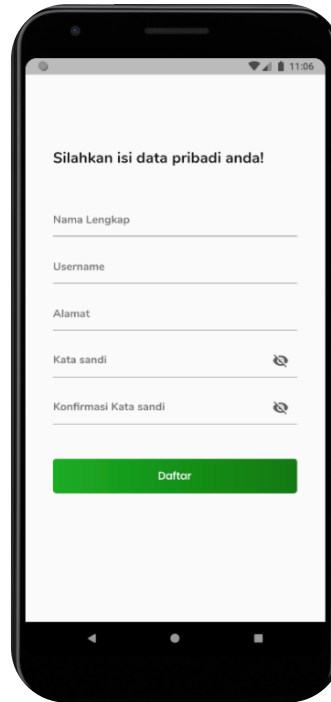 11:06
Silahkan isi data pribadi anda!
Nama Lengkap
Username
Alamat
Kata sandi
Konfirmasi Kata sandi
Daftar